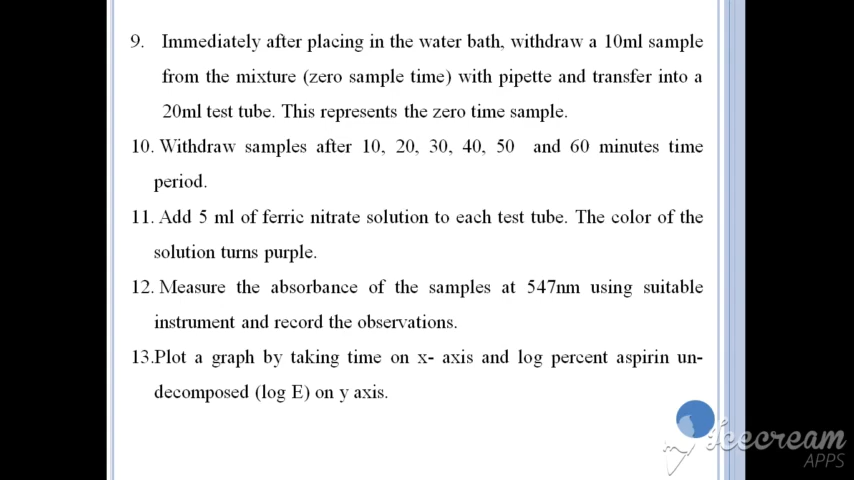 9. Immediately after placing in the water bath, withdraw a 10ml sample
from the mixture (zero sample time) with pipette and transfer into a
20ml test tube. This represents the zero time sample.
10. Withdraw samples after 10, 20, 30, 40, 50 and 60 minutes time
period.
11. Add 5 ml of ferric nitrate solution to each test tube. The color of the
solution turns purple.
12. Measure the absorbance of the samples at 547nm using suitable
instrument and record the observations.
13.Plot a graph by taking time on x- axis and log percent aspirin un-
decomposed (log E) on y axis.
Icecream
APPS